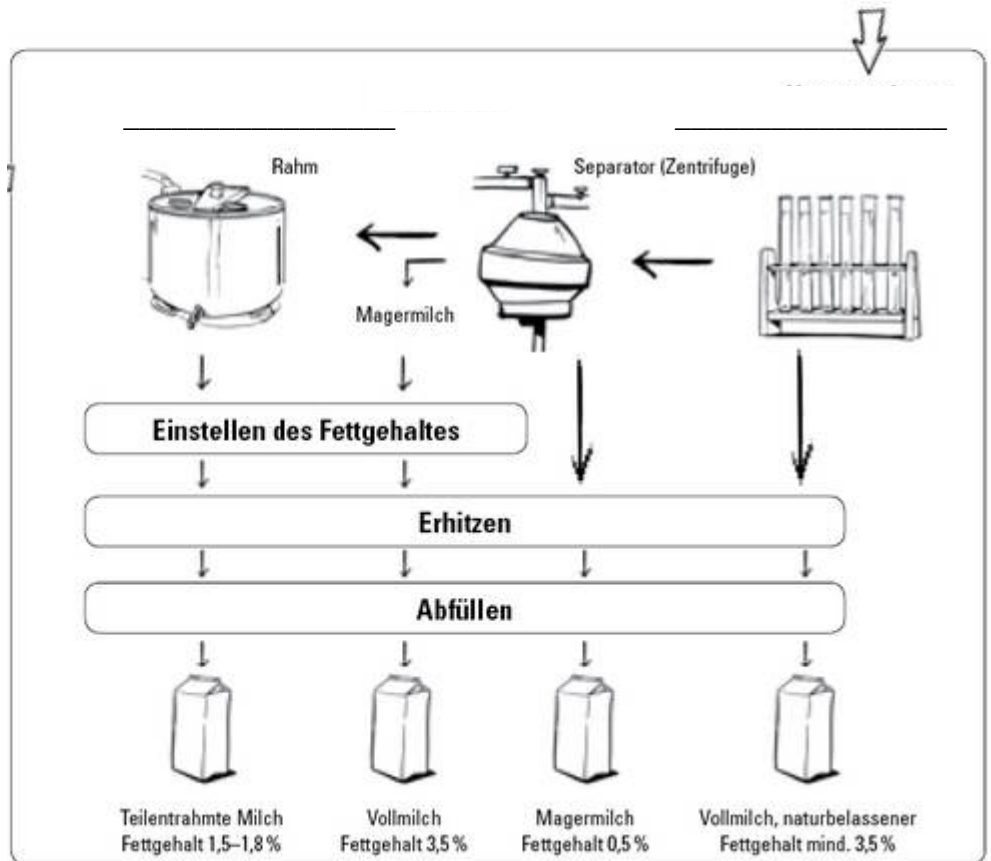 Rahm
Separator (Zentrifuge)
Magermilch
Einstellen des Fettgehaltes
Erhitzen
Abfüllen
Teilentrahmte Milch
Fettgehalt 1,5–1,8 %
Vollmilch
Fettgehalt 3,5 %
Magermilch
Fettgehalt 0,5 %
Vollmilch, naturbelassener
Fettgehalt mind. 3,5 %